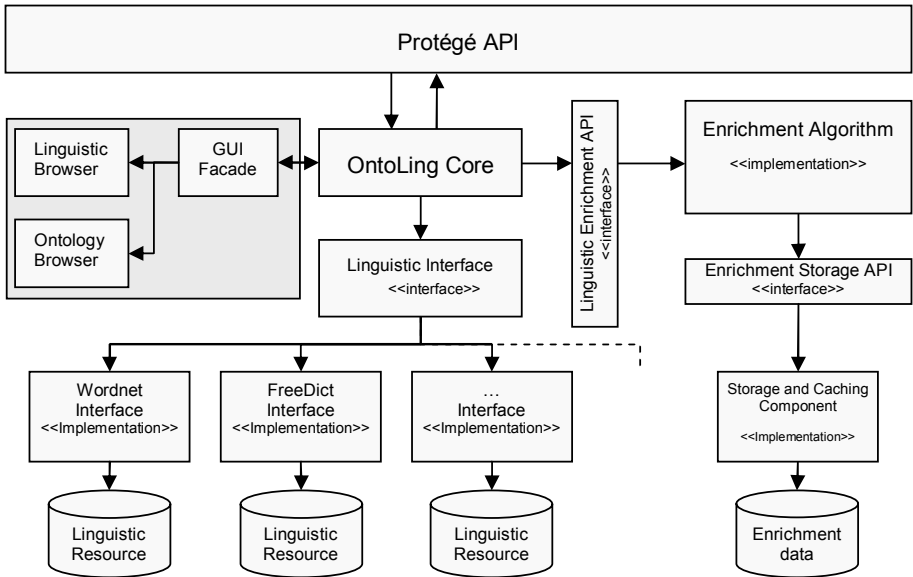 Protégé API
Linguistic
Browser
GUI
Facade
Ontology
Browser
OntoLing Core
Linguistic Enrichment API
<<interface>>
Enrichment Algorithm
<<implementation>>
Linguistic Interface
<<interface>>
Enrichment Storage API
<<interface>>
Wordnet
Interface
<<Implementation>>
FreeDict
Interface
<<Implementation>>
…
Interface
<<Implementation>>
Storage and Caching
Component
<<Implementation>>
Linguistic
Resource
Linguistic
Resource
Linguistic
Resource
Enrichment
data